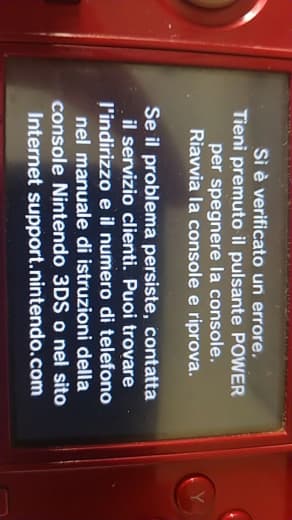 Si è verificato un errore.
Tieni premuto il pulsante POWER
per spegnere la console.
Riavvia la console e riprova.
Se il problema persiste, contatta
il servizio clienti. Puoi trovare
l'indirizzo e il numero di telefono
nel manuale di istruzioni della
console Nintendo 3DS o nel sito
Internet support.nintendo.com
Y